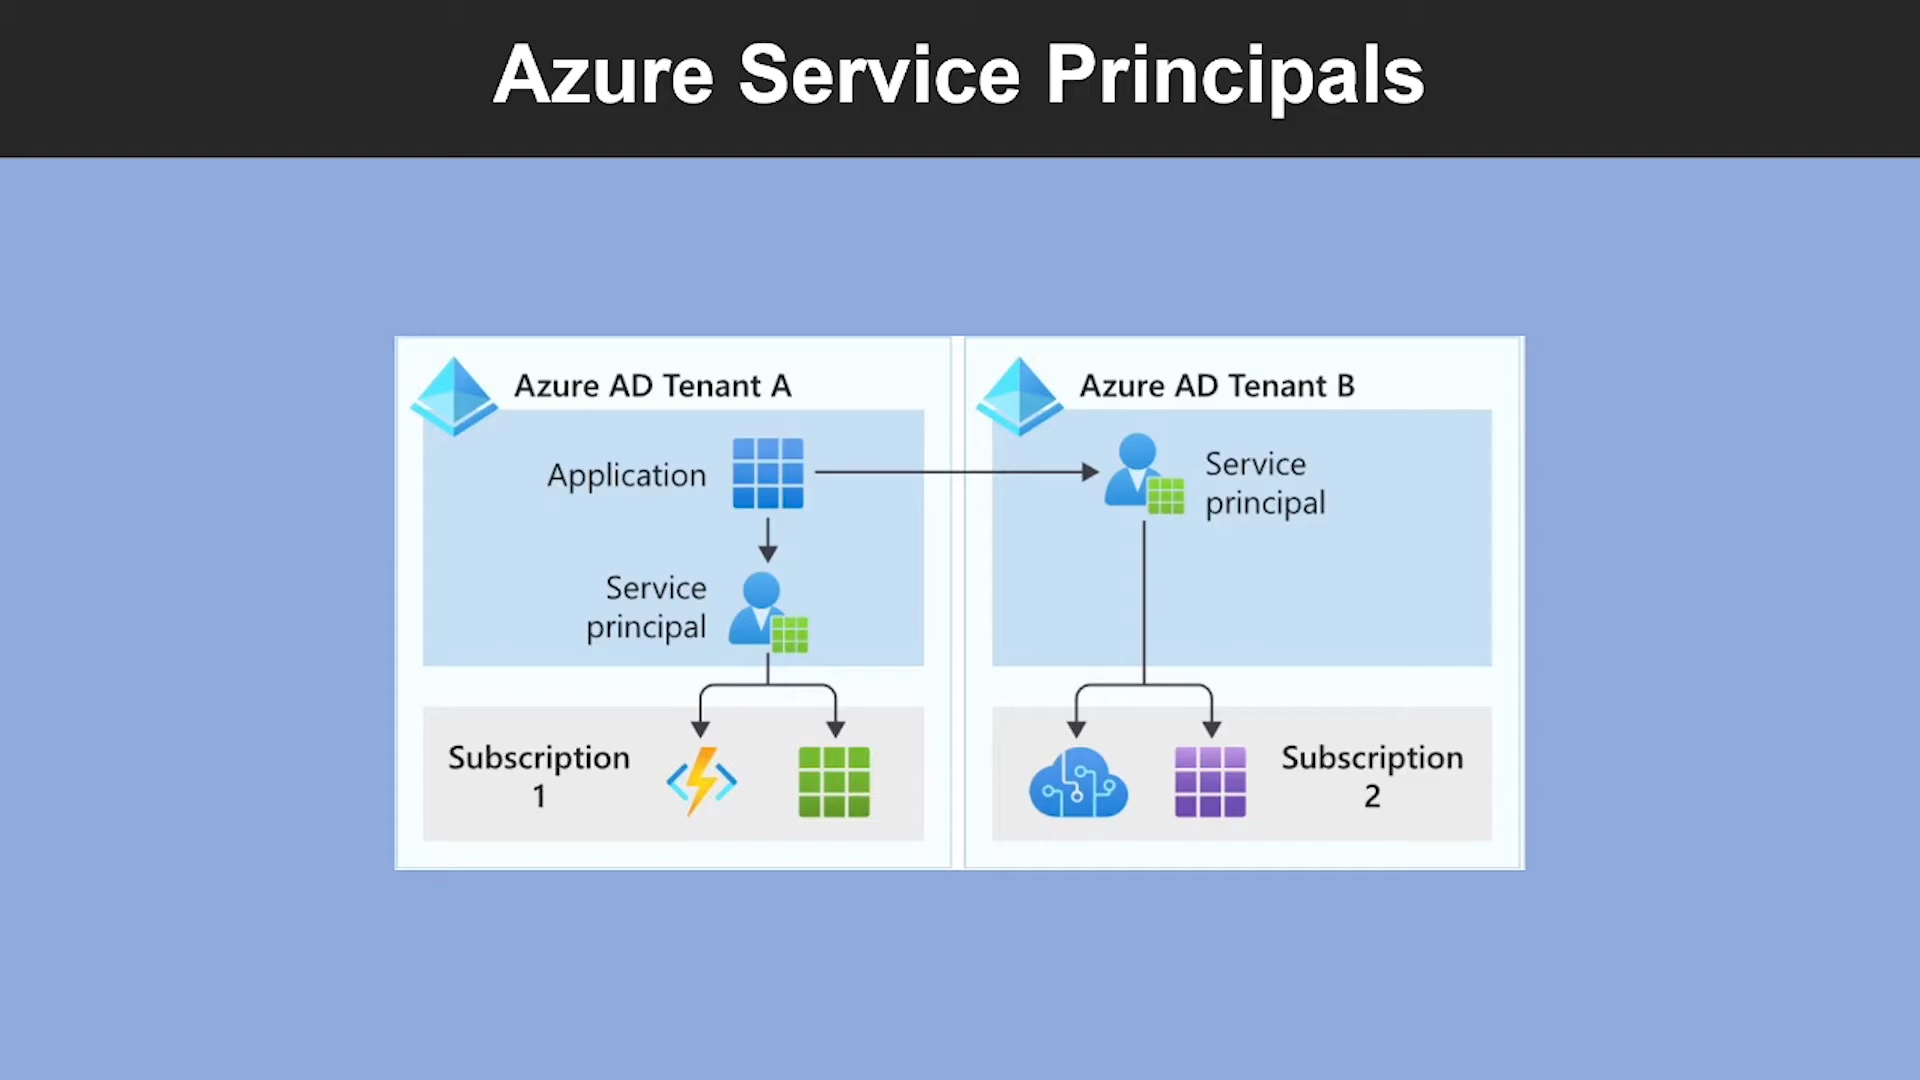 Azure Service Principals
Azure AD Tenant A
Application
Service
principal
Subscription
1
Azure AD Tenant B
Service
principal
Subscription
2